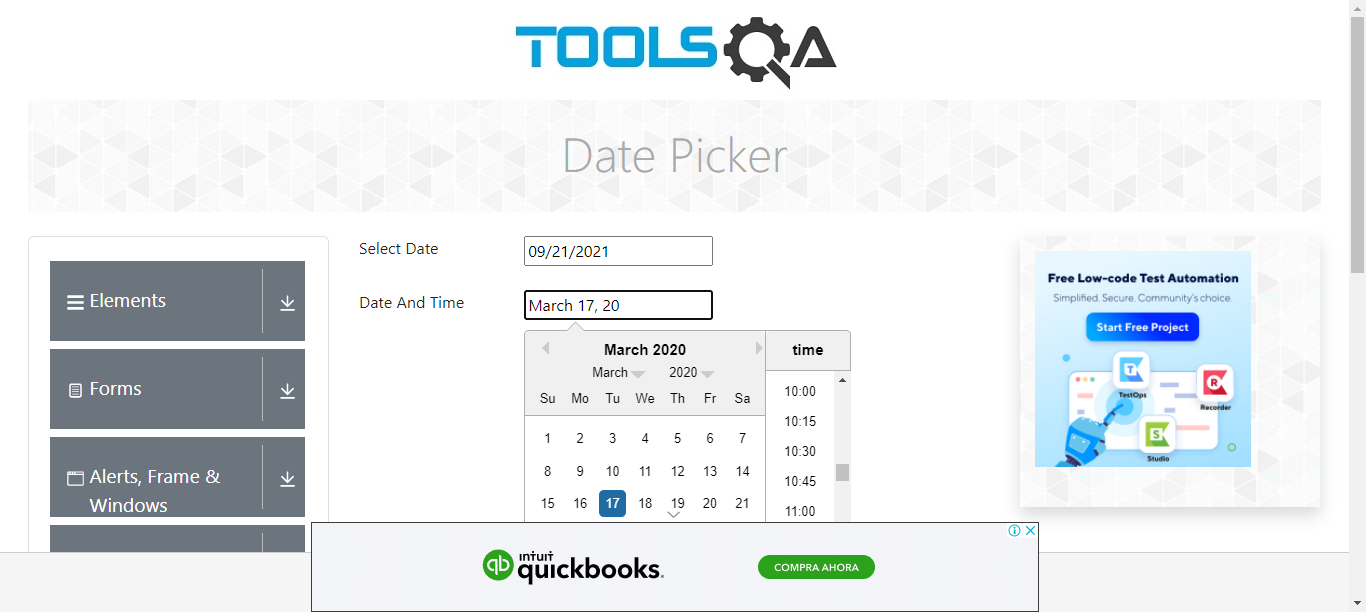 TOOLSQA
Date Picker
Elements
Forms
Alerts, Frame &
Windows
Select Date
09/21/2021
Date And Time
March 17, 20
March 2020
March 2020
Su Mo Tu We Th Fr Sa
1 2 3 4 5 6 7
8 9 10 11 12 13 14
15 16 17 18 19 20 21
time
10:00
10:15
10:30
10:45
11:00
Free Low-code Test Automation
Simplified. Secure. Community's choice.
Start Free Project
TestOps
Recorder
Studio
qb intuit
quickbooks.
COMPRA AHORA